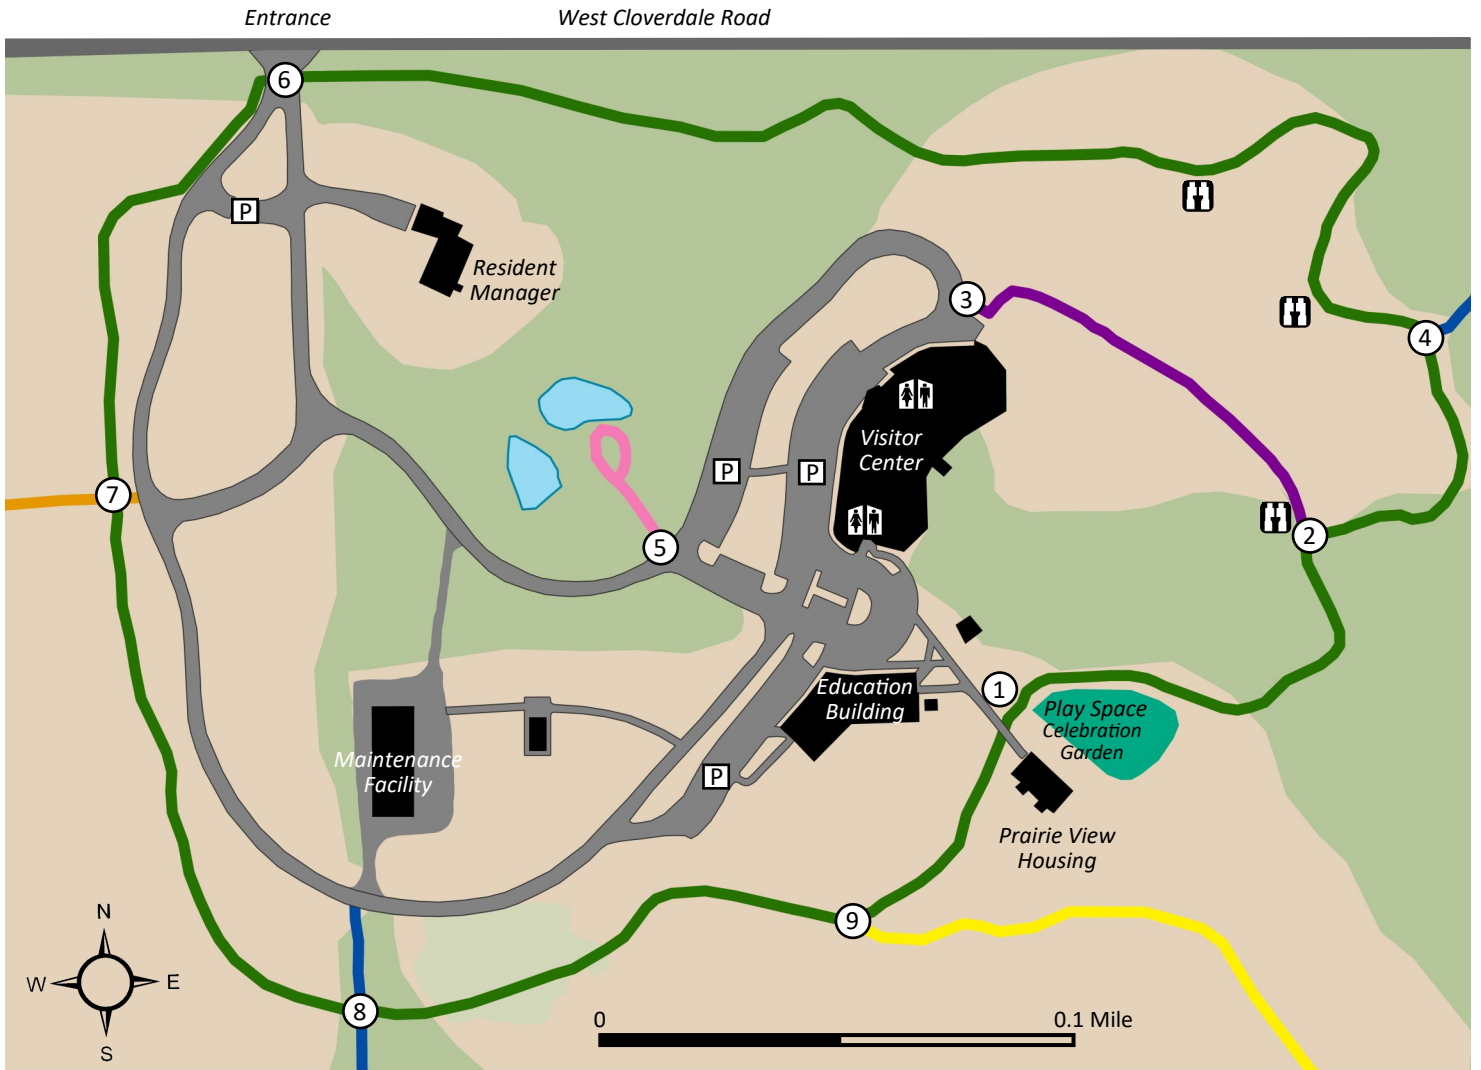 Entrance
West Cloverdale Road
6
P
Resident
Manager
3
4
Visitor
Center
P
P
7
5
2
1
Education
Building
Play Space
Celebration
Garden
Maintenance
Facility
P
Prairie View
Housing
9
N
W
E
S
8
0
0.1 Mile